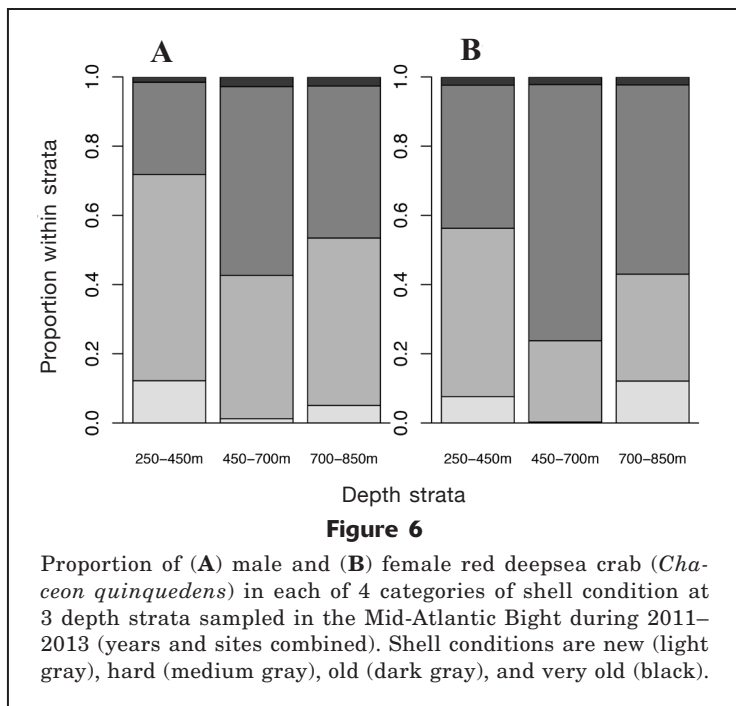 A
B
Proportion within strata
1.0
0.8
0.6
0.4
0.2
0.0
1.0
0.8
0.6
0.4
0.2
0.0
250–450m 450–700m 700–850m 250–450m 450–700m 700–850m
Depth strata
Figure 6
Proportion of (A) male and (B) female red deepsea crab (Cha-
ceon quinquedens) in each of 4 categories of shell condition at
3 depth strata sampled in the Mid-Atlantic Bight during 2011–
2013 (years and sites combined). Shell conditions are new (light
gray), hard (medium gray), old (dark gray), and very old (black).